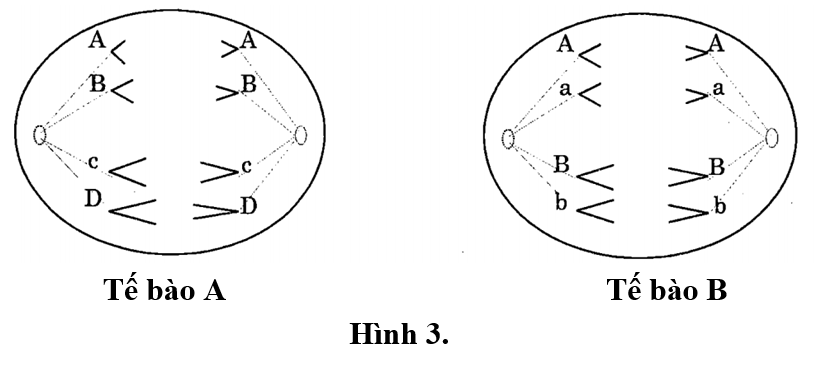 A A
B B
c c
D D
A A
a a
B B
b b
Tế bào A
Tế bào B
Hình 3.